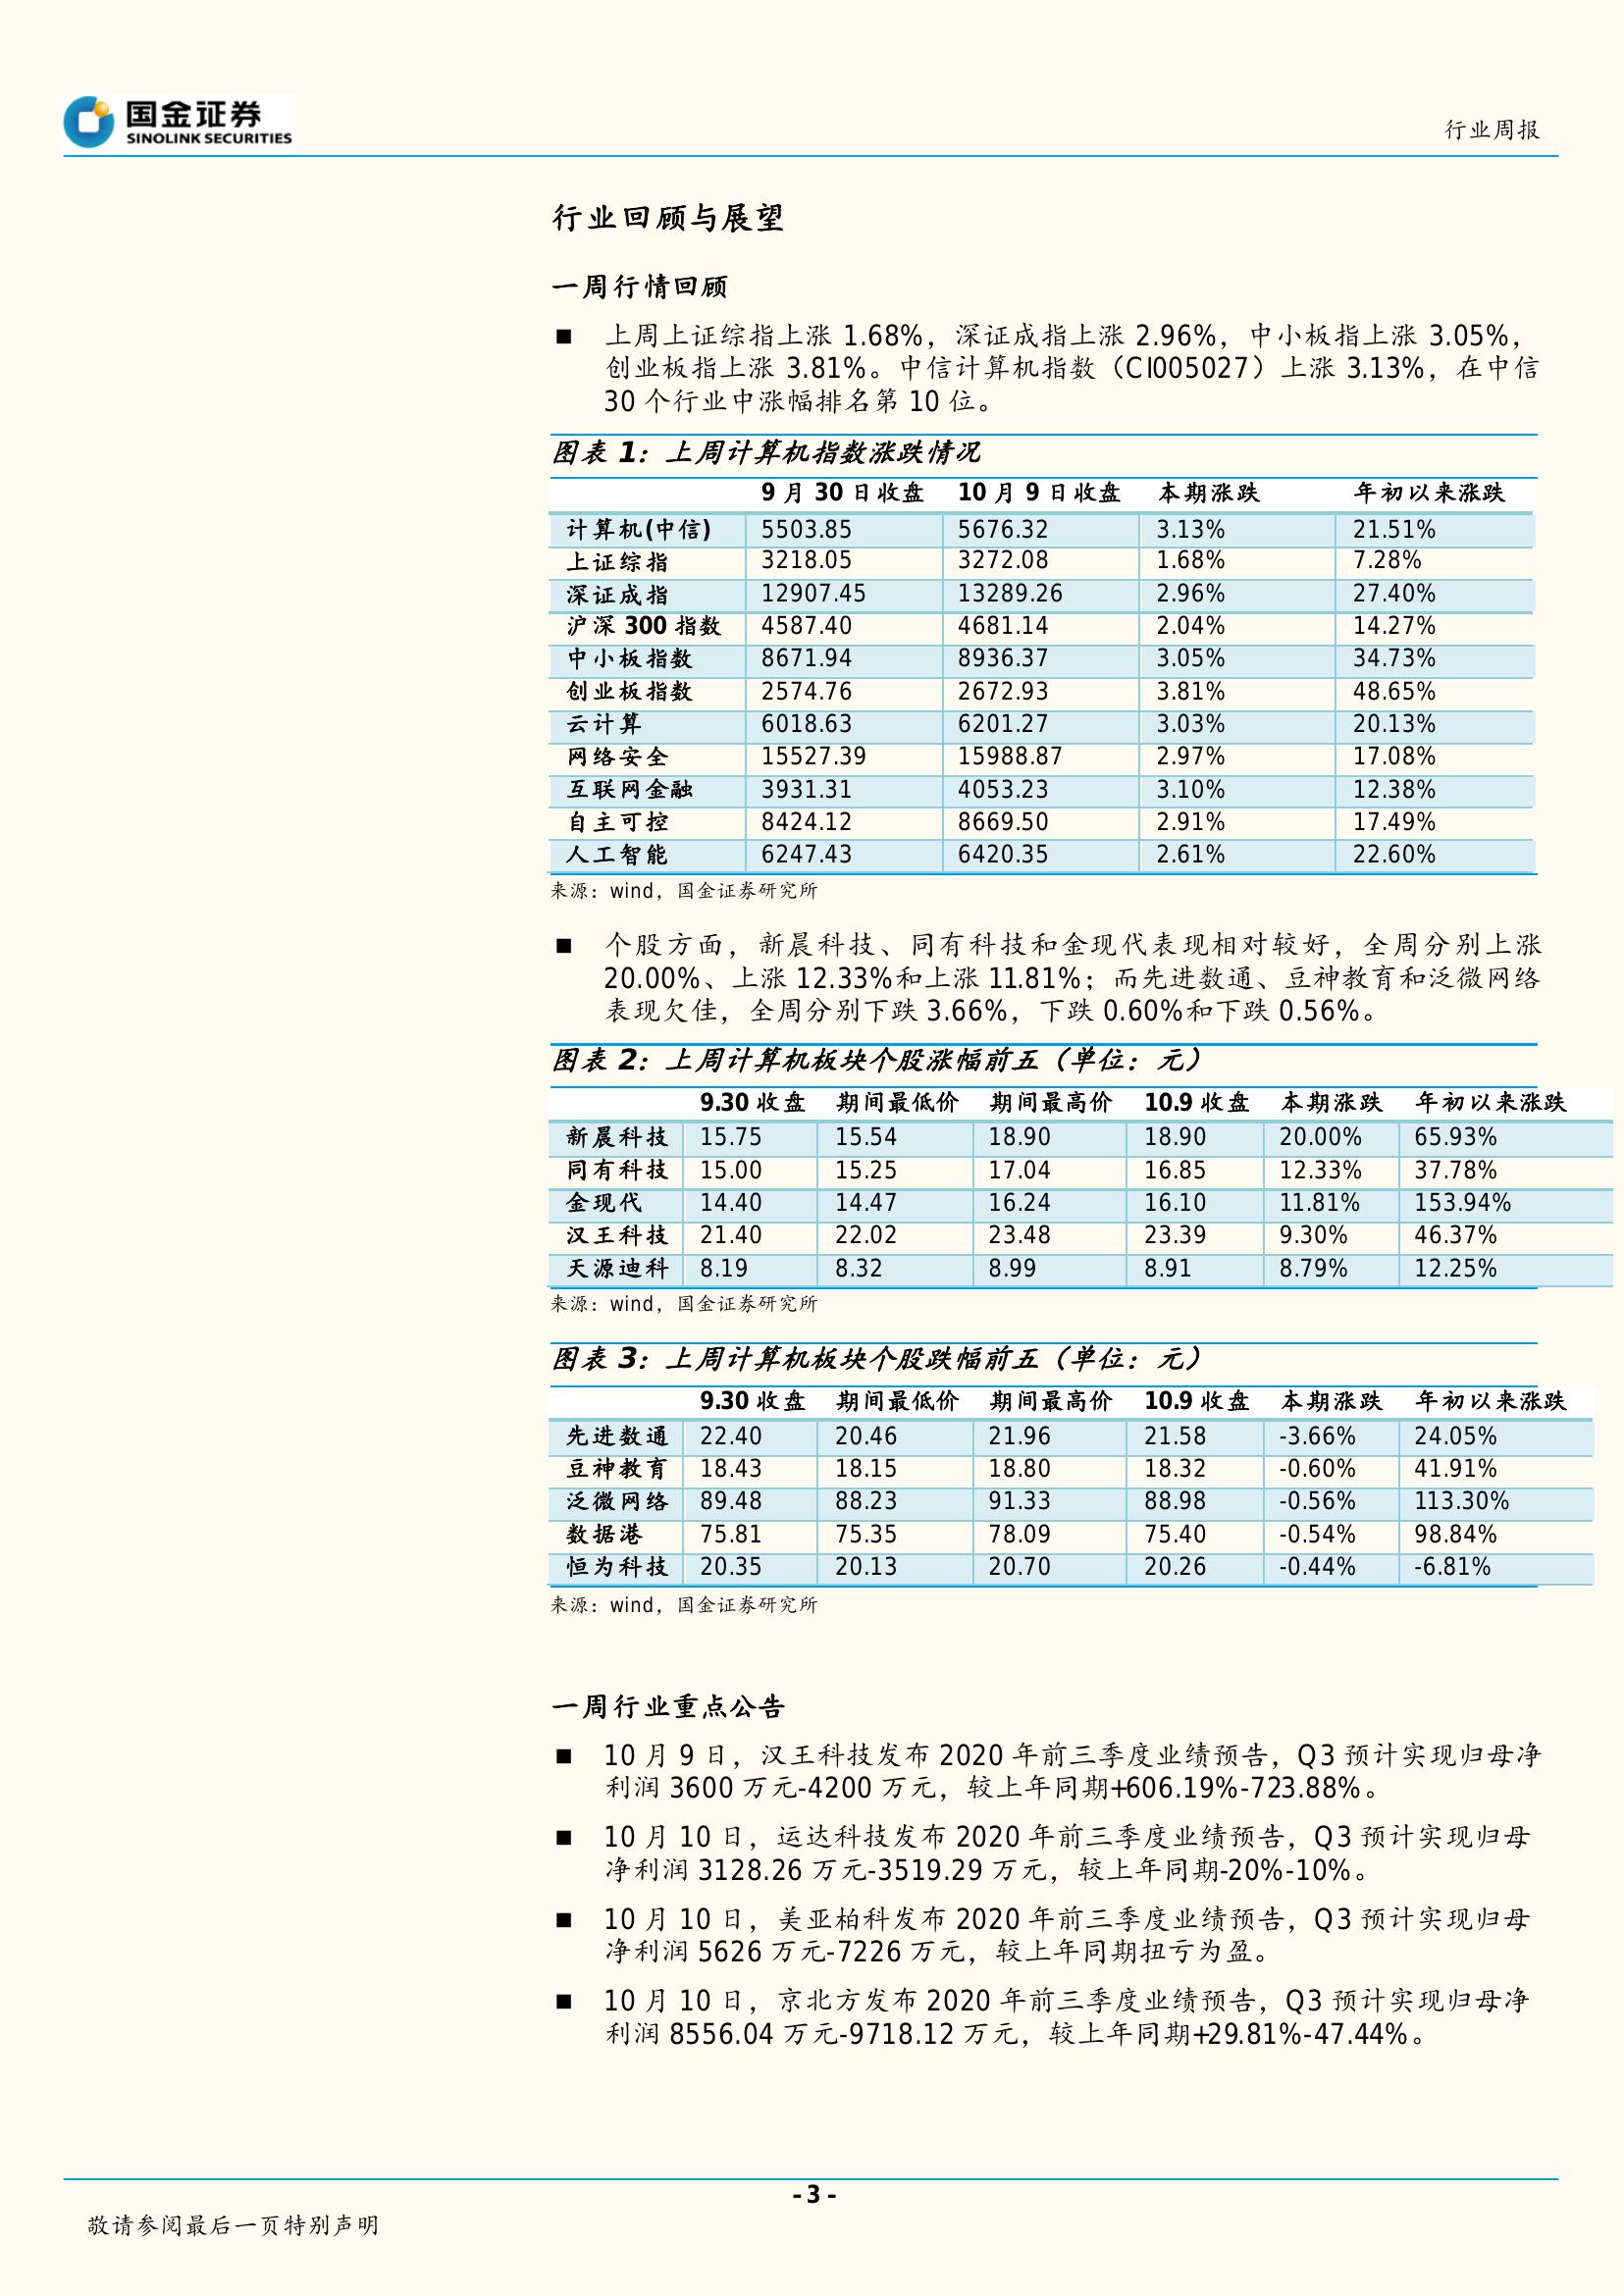 国金证券
SINOLINK SECURITIES
行业周报
行业回顾与展望
一周行情回顾
■ 上周上证综指上涨 1.68%，深证成指上涨 2.96%，中小板指上涨 3.05%，
创业板指上涨 3.81%。中信计算机指数（CI005027）上涨 3.13%，在中信
30 个行业中涨幅排名第 10 位。
图表 1：上周计算机指数涨跌情况
9 月 30 日收盘 10 月 9 日收盘 本期涨跌 年初以来涨跌
计算机(中信) 5503.85 5676.32 3.13% 21.51%
上证综指 3218.05 3272.08 1.68% 7.28%
深证成指 12907.45 13289.26 2.96% 27.40%
沪深 300 指数 4587.40 4681.14 2.04% 14.27%
中小板指数 8671.94 8936.37 3.05% 34.73%
创业板指数 2574.76 2672.93 3.81% 48.65%
云计算 6018.63 6201.27 3.03% 20.13%
网络安全 15527.39 15988.87 2.97% 17.08%
互联网金融 3931.31 4053.23 3.10% 12.38%
自主可控 8424.12 8669.50 2.91% 17.49%
人工智能 6247.43 6420.35 2.61% 22.60%
来源：wind，国金证券研究所
■ 个股方面，新晨科技、同有科技和金现代表现相对较好，全周分别上涨
20.00%、上涨 12.33%和上涨 11.81%；而先进数通、豆神教育和泛微网络
表现欠佳，全周分别下跌 3.66%，下跌 0.60%和下跌 0.56%。
图表 2：上周计算机板块个股涨幅前五（单位：元）
9.30 收盘 期间最低价 期间最高价 10.9 收盘 本期涨跌 年初以来涨跌
新晨科技 15.75 15.54 18.90 18.90 20.00% 65.93%
同有科技 15.00 15.25 17.04 16.85 12.33% 37.78%
金现代 14.40 14.47 16.24 16.10 11.81% 153.94%
汉王科技 21.40 22.02 23.48 23.39 9.30% 46.37%
天源迪科 8.19 8.32 8.99 8.91 8.79% 12.25%
来源：wind，国金证券研究所
图表 3：上周计算机板块个股跌幅前五（单位：元）
9.30 收盘 期间最低价 期间最高价 10.9 收盘 本期涨跌 年初以来涨跌
先进数通 22.40 20.46 21.96 21.58 -3.66% 24.05%
豆神教育 18.43 18.15 18.80 18.32 -0.60% 41.91%
泛微网络 89.48 88.23 91.33 88.98 -0.56% 113.30%
数据港 75.81 75.35 78.09 75.40 -0.54% 98.84%
恒为科技 20.35 20.13 20.70 20.26 -0.44% -6.81%
来源：wind，国金证券研究所
一周行业重点公告
■ 10 月 9 日，汉王科技发布 2020 年前三季度业绩预告，Q3 预计实现归母净
利润 3600 万元-4200 万元，较上年同期+606.19%-723.88%。
■ 10 月 10 日，运达科技发布 2020 年前三季度业绩预告，Q3 预计实现归母
净利润 3128.26 万元-3519.29 万元，较上年同期-20%-10%。
■ 10 月 10 日，美亚柏科发布 2020 年前三季度业绩预告，Q3 预计实现归母
净利润 5626 万元-7226 万元，较上年同期扭亏为盈。
■ 10 月 10 日，京北方发布 2020 年前三季度业绩预告，Q3 预计实现归母净
利润 8556.04 万元-9718.12 万元，较上年同期+29.81%-47.44%。
- 3 -
敬请参阅最后一页特别声明